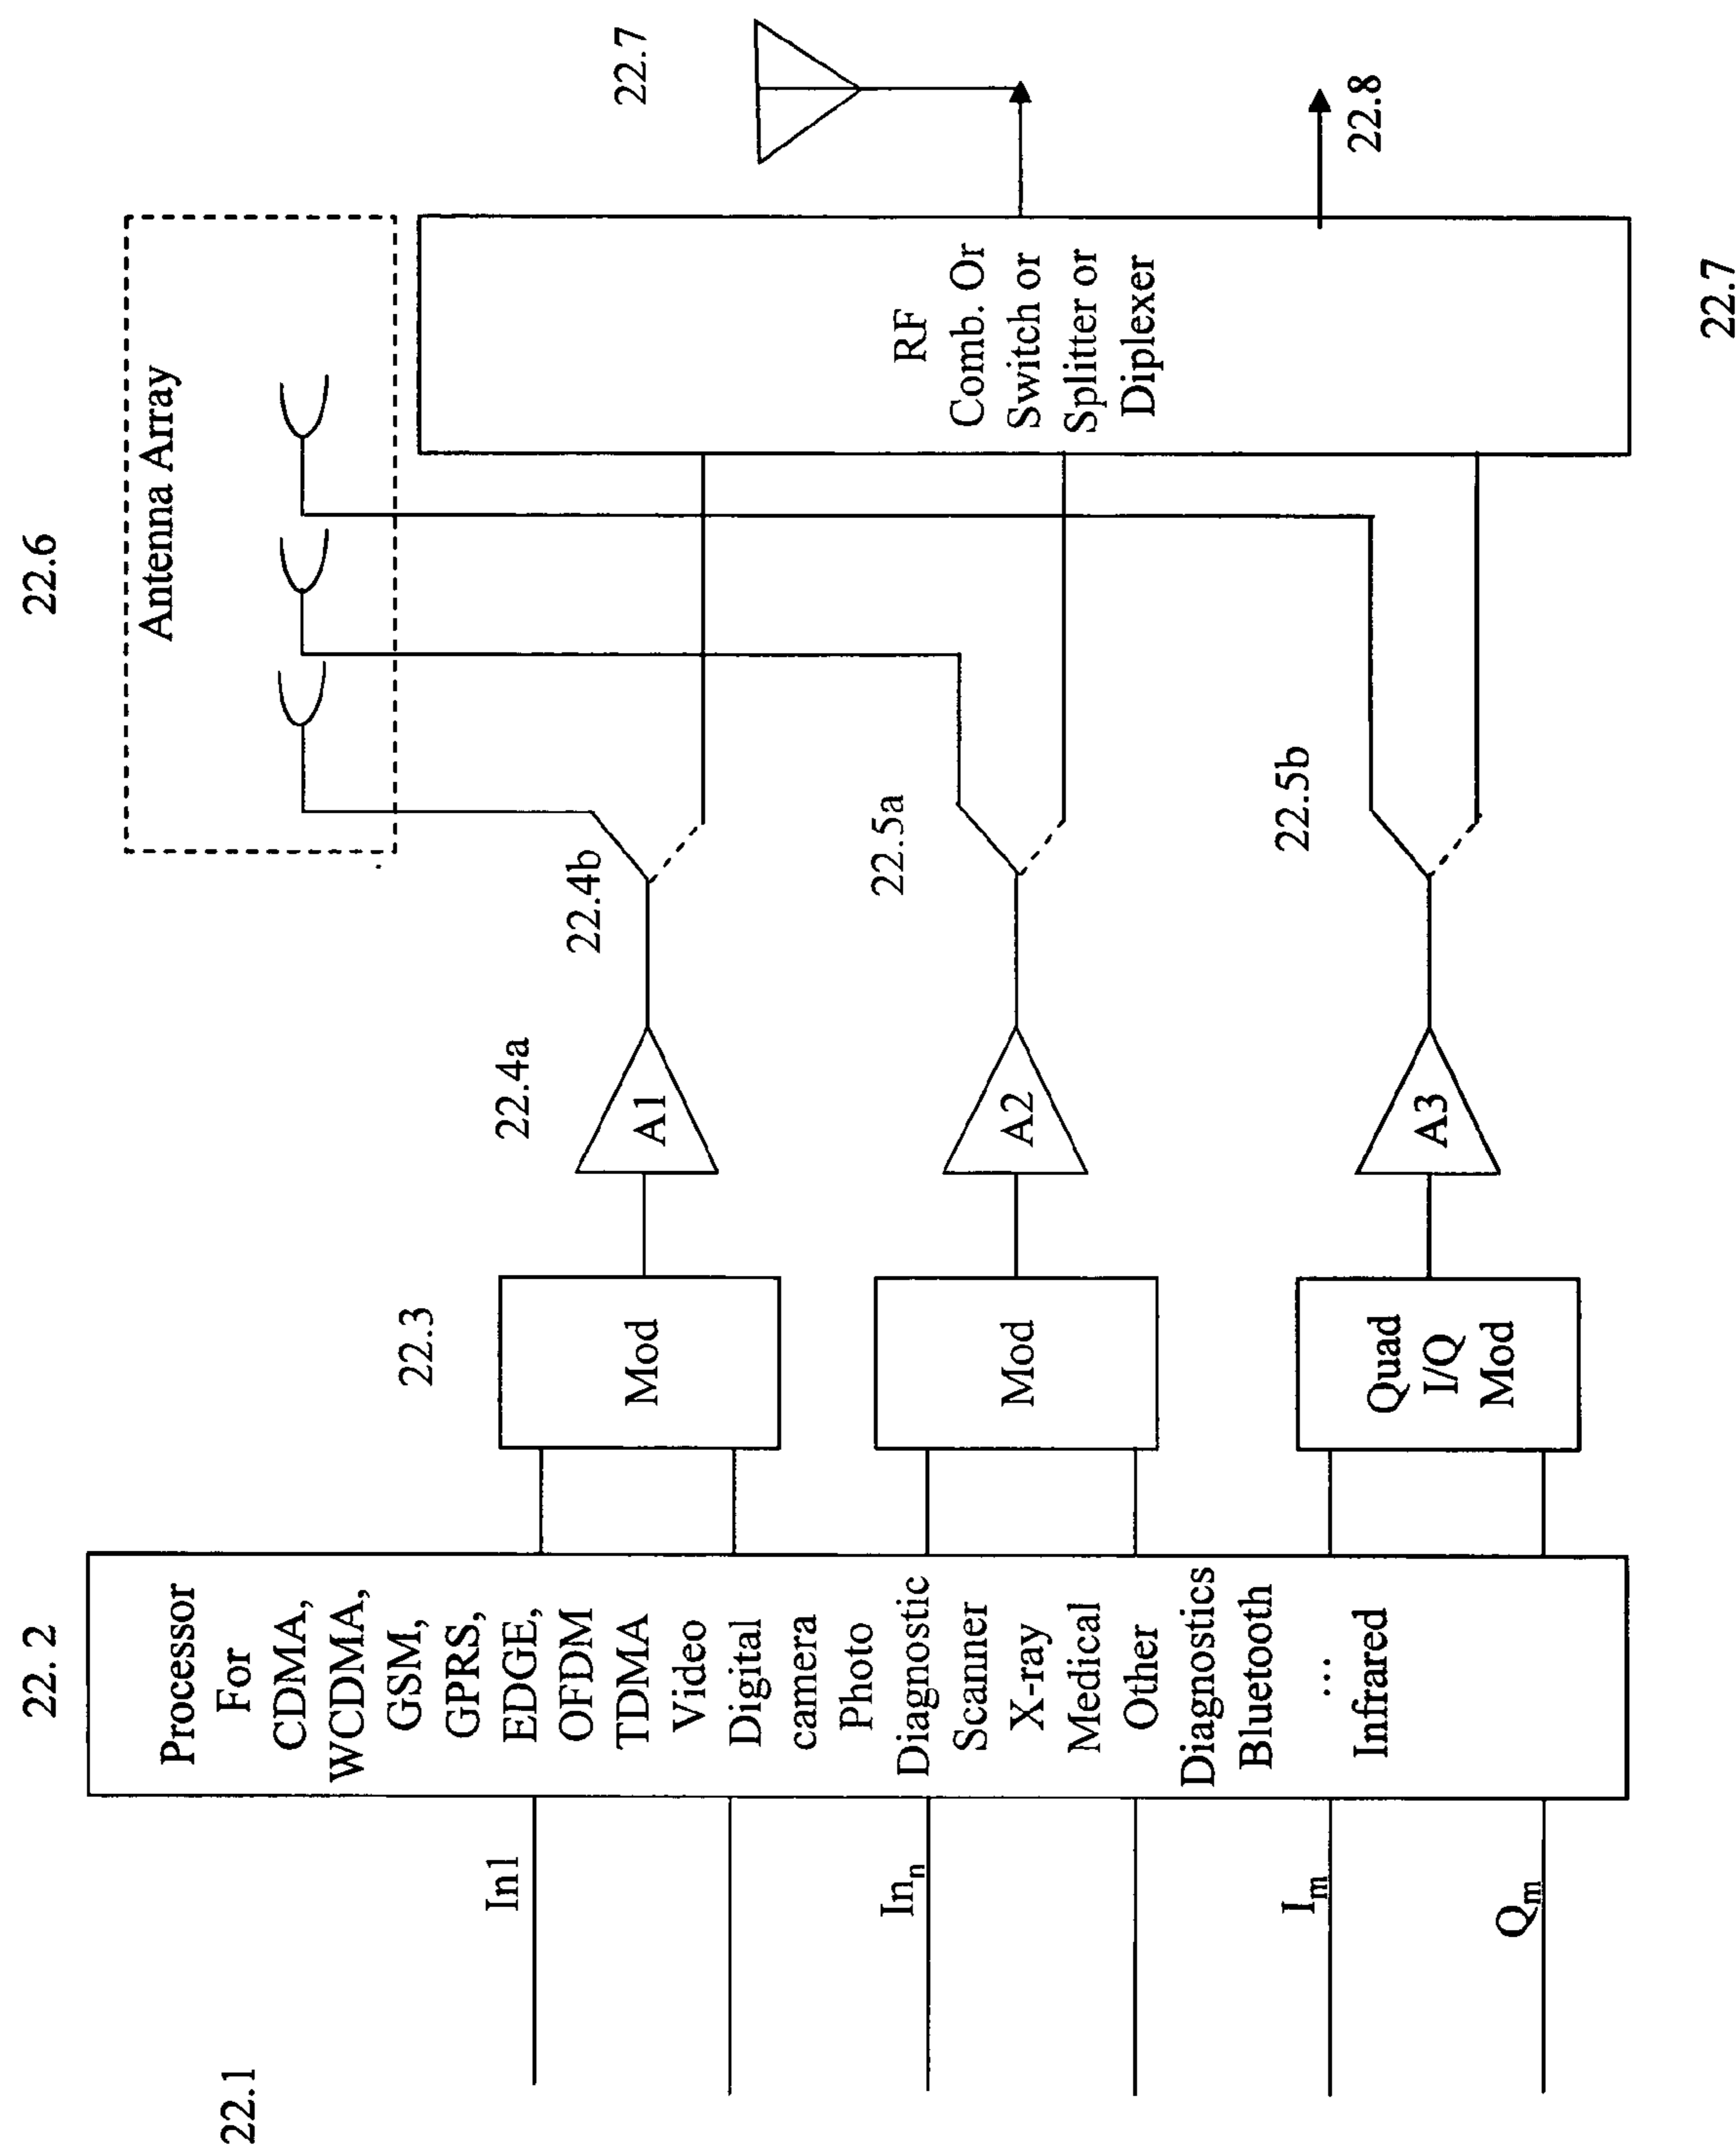 22.1
In1
In_n
I_m
Q_m
22.2
Processor
For
CDMA,
WCDMA,
GSM,
GPRS,
EDGE,
OFDM
TDMA
Video
Digital
camera
Photo
Diagnostic
Scanner
X-ray
Medical
Other
Diagnostics
Bluetooth
...
Infrared
22.3
Mod
Mod
Quad
I/Q
Mod
22.4a
A1
A2
A3
22.4b
22.5a
22.5b
22.6
Antenna Array
RF
Comb. Or
Switch or
Splitter or
Diplexer
22.7
22.7
22.8